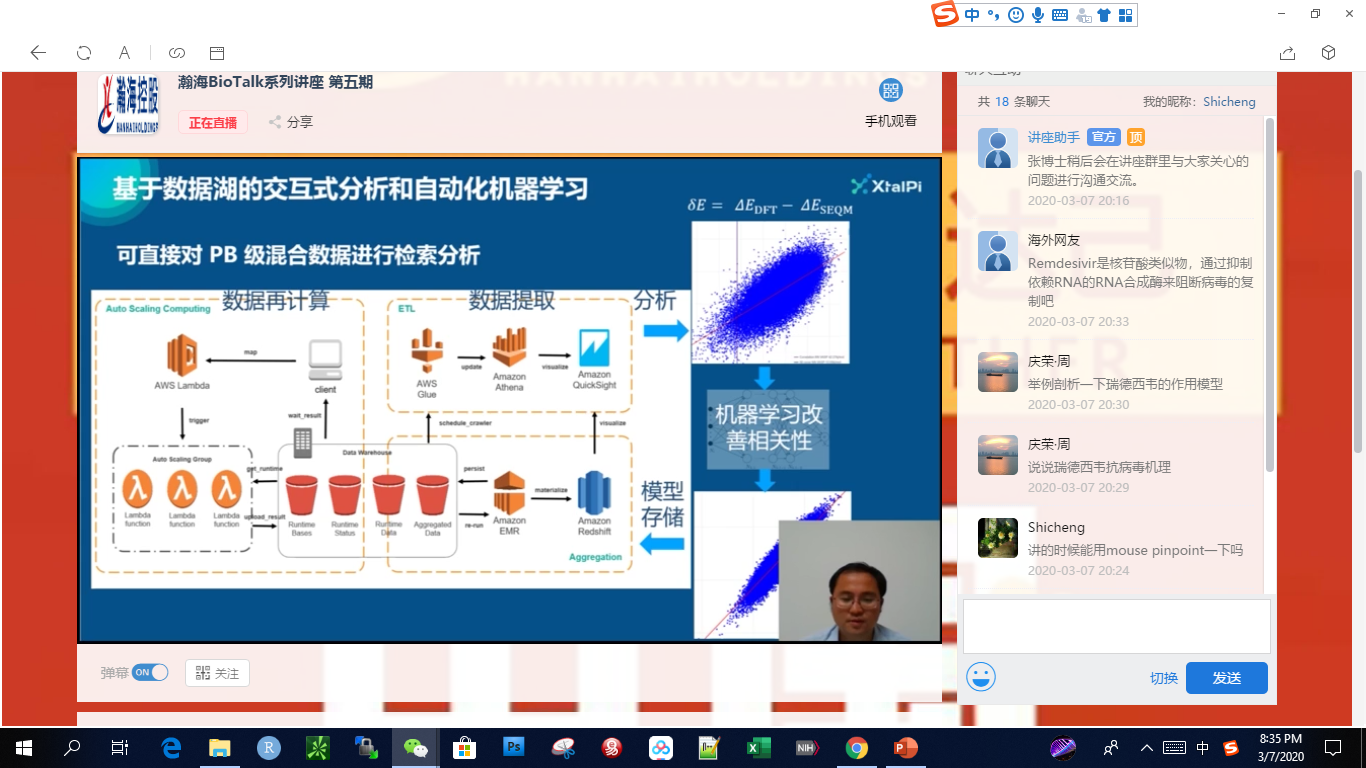 中
瀚海控股
HANHAIHOLDINGS
瀚海BioTalk系列讲座 第五期
正在直播
分享
手机观看
聊天互动
共 18 条聊天
我的昵称: Shicheng
讲座助手 官方 顶
张博士稍后会在讲座群里与大家关心的
问题进行沟通交流。
2020-03-07 20:16
海外网友
Remdesivir是核苷酸类似物，通过抑制
依赖RNA的RNA合成酶来阻断病毒的复
制吧
2020-03-07 20:33
庆荣·周
举例剖析一下瑞德西韦的作用模型
2020-03-07 20:30
庆荣·周
说说瑞德西韦抗病毒机理
2020-03-07 20:29
Shicheng
讲的时候能用mouse pinpoint一下吗
2020-03-07 20:24
切换
发送
基于数据湖的交互式分析和自动化机器学习
XtalPi
δE = ΔE_DFT − ΔE_SEQM
可直接对 PB 级混合数据进行检索分析
Auto Scaling Computing
数据再计算
ETL
数据提取
分析
AWS Lambda
map
client
AWS
Glue
update
Amazon
Athena
visualize
Amazon
QuickSight
trigger
wait_result
schedule_crawler
visualize
机器学习改
善相关性
Auto Scaling Group
Data Warehouse
get_runtime
persist
materialize
Lambda
function
Lambda
function
Lambda
function
upload_result
Runtime
Bases
Runtime
Status
Runtime
Data
Aggregated
Data
re-run
Amazon
EMR
Amazon
Redshift
模型
存储
Aggregation
弹幕 ON
关注
R
Ps
NIH
中
8:35 PM
3/7/2020